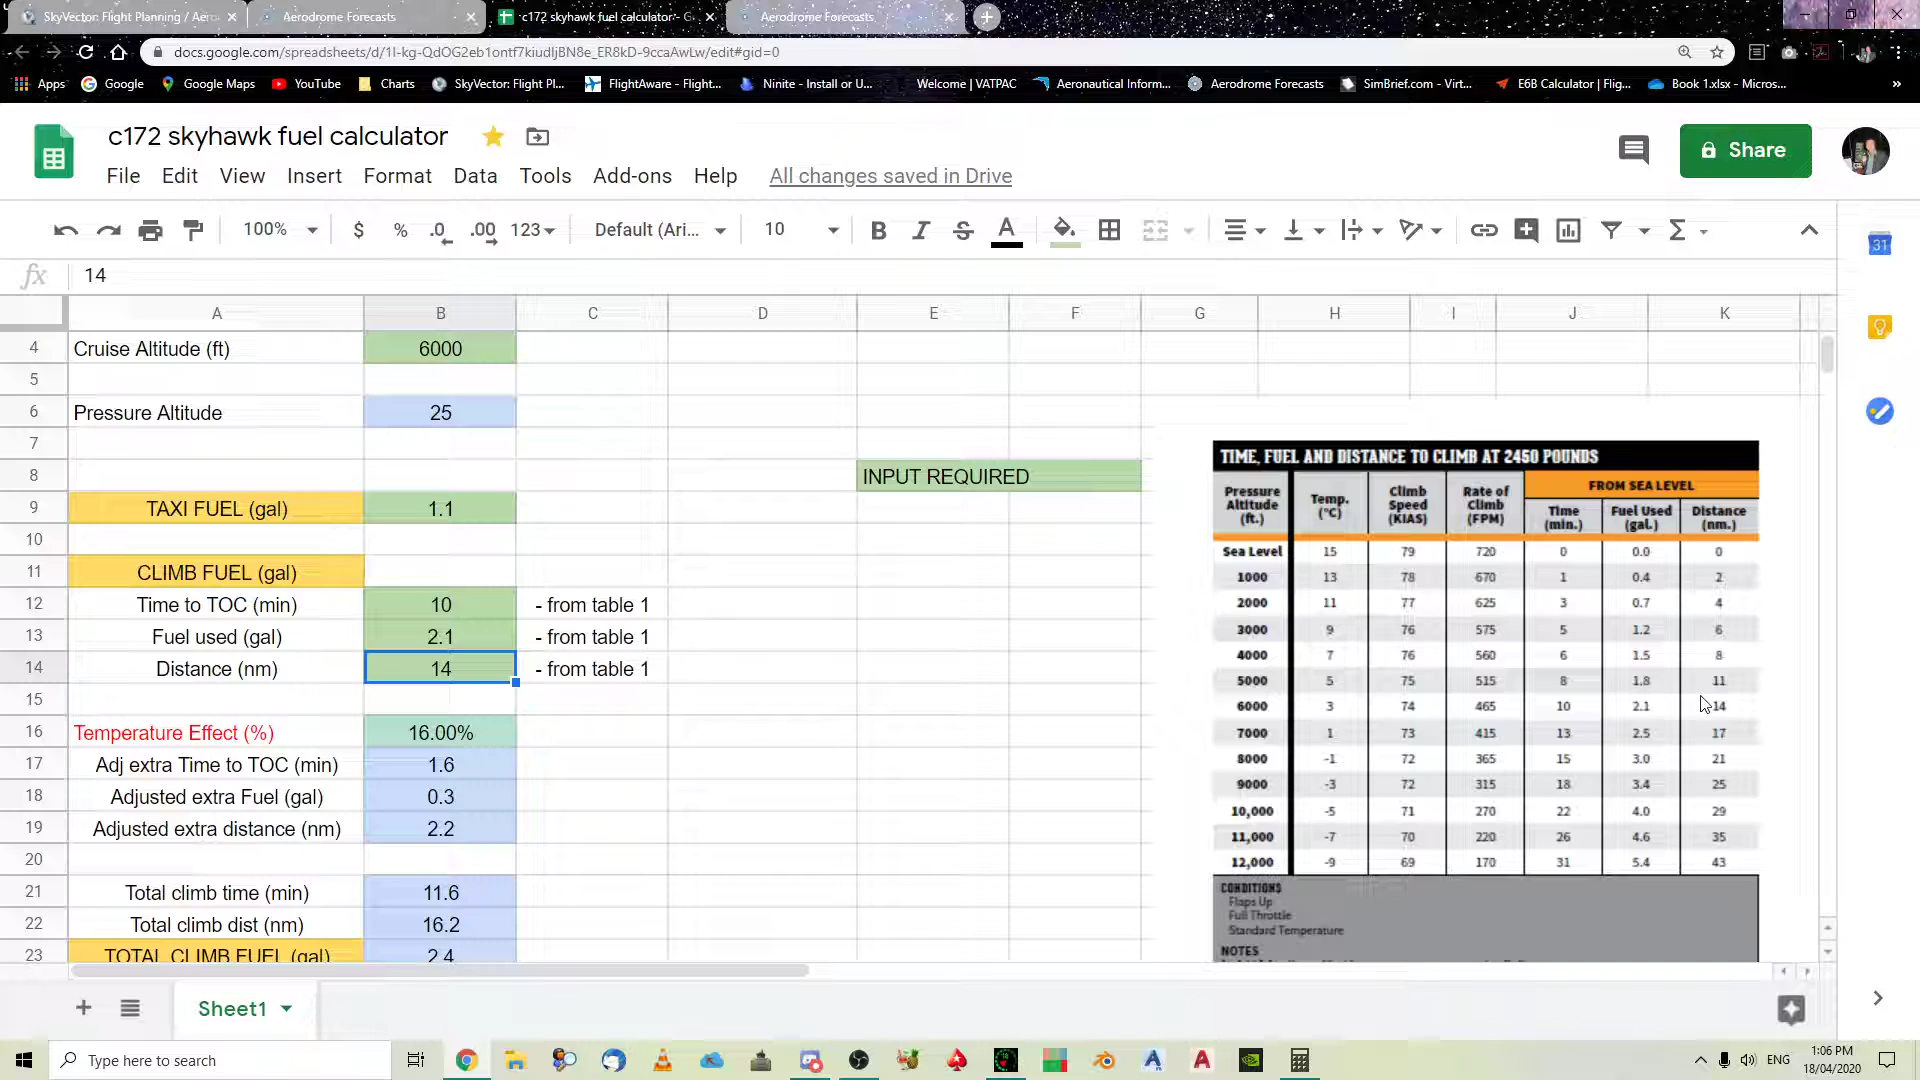 SkyVector: Flight Planning / Aero
Aerodrome Forecasts
c172 skyhawk fuel calculator - G
Aerodrome Forecasts
docs.google.com/spreadsheets/d/1I-kg-QdOG2eb1ontf7kiudIjBN8e_ER8kD-9ccaAwLw/edit#gid=0
Apps
Google
Google Maps
YouTube
Charts
SkyVector: Flight Pl...
FlightAware - Flight...
Ninite - Install or U...
Welcome | VATPAC
Aeronautical Inform...
Aerodrome Forecasts
SimBrief.com - Virt...
E6B Calculator | Flig...
Book 1.xlsx - Micros...
»
c172 skyhawk fuel calculator
Share
File Edit View Insert Format Data Tools Add-ons Help All changes saved in Drive
100% $ % .0 .00 123 Default (Ari... 10 B I S A Σ
31
fx 14
A B C D E F G H I J K
4 Cruise Altitude (ft) 6000
5
6 Pressure Altitude 25
7
8 INPUT REQUIRED
9 TAXI FUEL (gal) 1.1
10
11 CLIMB FUEL (gal)
12 Time to TOC (min) 10 - from table 1
13 Fuel used (gal) 2.1 - from table 1
14 Distance (nm) 14 - from table 1
15
16 Temperature Effect (%) 16.00%
17 Adj extra Time to TOC (min) 1.6
18 Adjusted extra Fuel (gal) 0.3
19 Adjusted extra distance (nm) 2.2
20
21 Total climb time (min) 11.6
22 Total climb dist (nm) 16.2
23 TOTAL CLIMB FUEL (gal) 2.4
TIME, FUEL AND DISTANCE TO CLIMB AT 2450 POUNDS
Pressure Altitude (ft.) Temp. (°C) Climb Speed (KIAS) Rate of Climb (FPM) FROM SEA LEVEL
Time (min.) Fuel Used (gal.) Distance (nm.)
Sea Level 15 79 720 0 0.0 0
1000 13 78 670 1 0.4 2
2000 11 77 625 3 0.7 4
3000 9 76 575 5 1.2 6
4000 7 76 560 6 1.5 8
5000 5 75 515 8 1.8 11
6000 3 74 465 10 2.1 14
7000 1 73 415 13 2.5 17
8000 -1 72 365 15 3.0 21
9000 -3 72 315 18 3.4 25
10,000 -5 71 270 22 4.0 29
11,000 -7 70 220 26 4.6 35
12,000 -9 69 170 31 5.4 43
CONDITIONS
Flaps Up
Full Throttle
Standard Temperature
NOTES
Sheet1
Type here to search
ENG
1:06 PM
18/04/2020